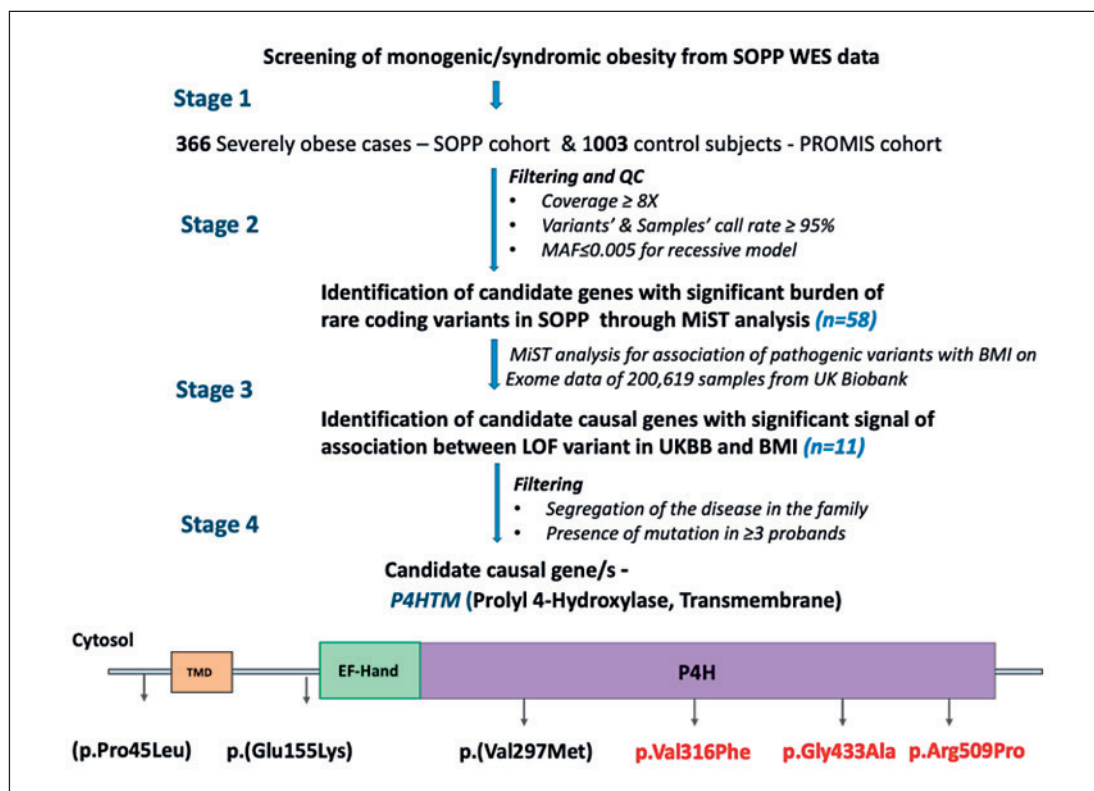 Screening of monogenic/syndromic obesity from SOPP WES data
Stage 1
366 Severely obese cases – SOPP cohort & 1003 control subjects - PROMIS cohort
Filtering and QC
• Coverage ≥ 8X
Stage 2
• Variants' & Samples' call rate ≥ 95%
• MAF≤0.005 for recessive model
Identification of candidate genes with significant burden of
rare coding variants in SOPP through MiST analysis (n=58)
MiST analysis for association of pathogenic variants with BMI on
Exome data of 200,619 samples from UK Biobank
Stage 3
Identification of candidate causal genes with significant signal of
association between LOF variant in UKBB and BMI (n=11)
Filtering
• Segregation of the disease in the family
Stage 4
• Presence of mutation in ≥3 probands
Candidate causal gene/s -
P4HTM (Prolyl 4-Hydroxylase, Transmembrane)
Cytosol
TMD EF-Hand P4H
(p.Pro45Leu) p.(Glu155Lys) p.(Val297Met) p.Val316Phe p.Gly433Ala p.Arg509Pro